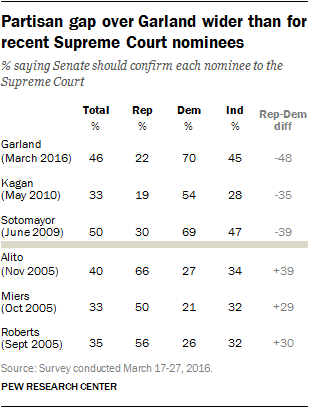 Partisan gap over Garland wider than for
recent Supreme Court nominees
% saying Senate should confirm each nominee to the
Supreme Court
Total Rep Dem Ind Rep-Dem
% % % % diff
Garland
(March 2016) 46 22 70 45 -48
Kagan
(May 2010) 33 19 54 28 -35
Sotomayor
(June 2009) 50 30 69 47 -39
Alito
(Nov 2005) 40 66 27 34 +39
Miers
(Oct 2005) 33 50 21 32 +29
Roberts
(Sept 2005) 35 56 26 32 +30
Source: Survey conducted March 17-27, 2016.
PEW RESEARCH CENTER